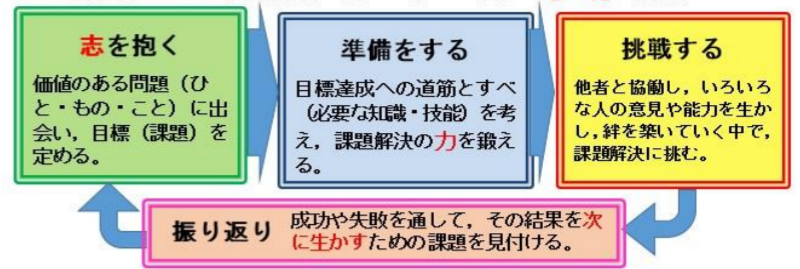 志を抱く
価値のある問題（ひ
と・もの・こと）に出
会い，目標（課題）を
定める。
準備をする
目標達成への道筋とすべ
（必要な知識・技能）を考
え，課題解決の力を鍛え
る。
挑戦する
他者と協働し，いろいろ
な人の意見や能力を生か
し，絆を築いていく中で，
課題解決に挑む。
振り返り
成功や失敗を通して，その結果を次
に生かすための課題を見付ける。